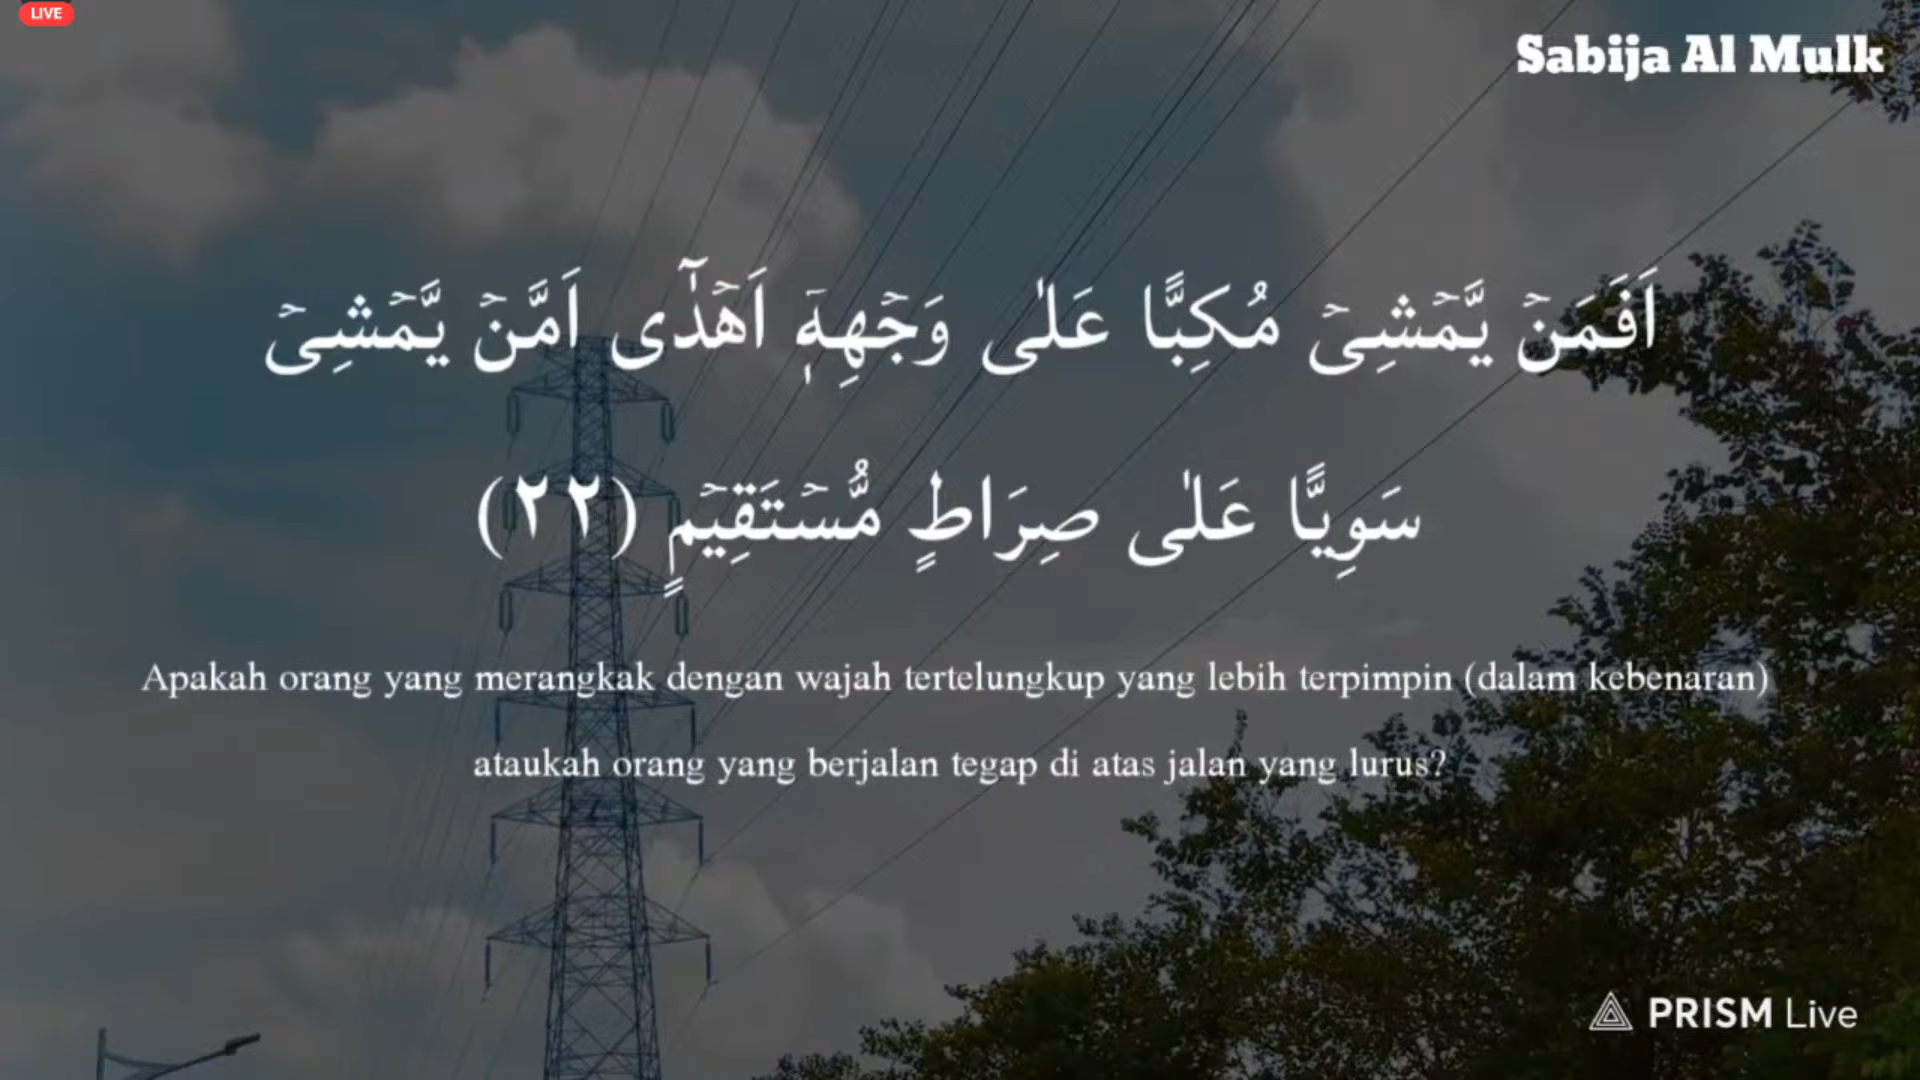 LIVE
Sabija Al Mulk
اَفَمَنْ يَّمْشِيْ مُكِبًّا عَلٰى وَجْهِهٖٓ اَهْدٰٓى اَمَّنْ يَّمْشِيْ
سَوِيًّا عَلٰى صِرَاطٍ مُّسْتَقِيْمٍ (٢٢)
Apakah orang yang merangkak dengan wajah tertelungkup yang lebih terpimpin (dalam kebenaran)
ataukah orang yang berjalan tegap di atas jalan yang lurus?
PRISM Live